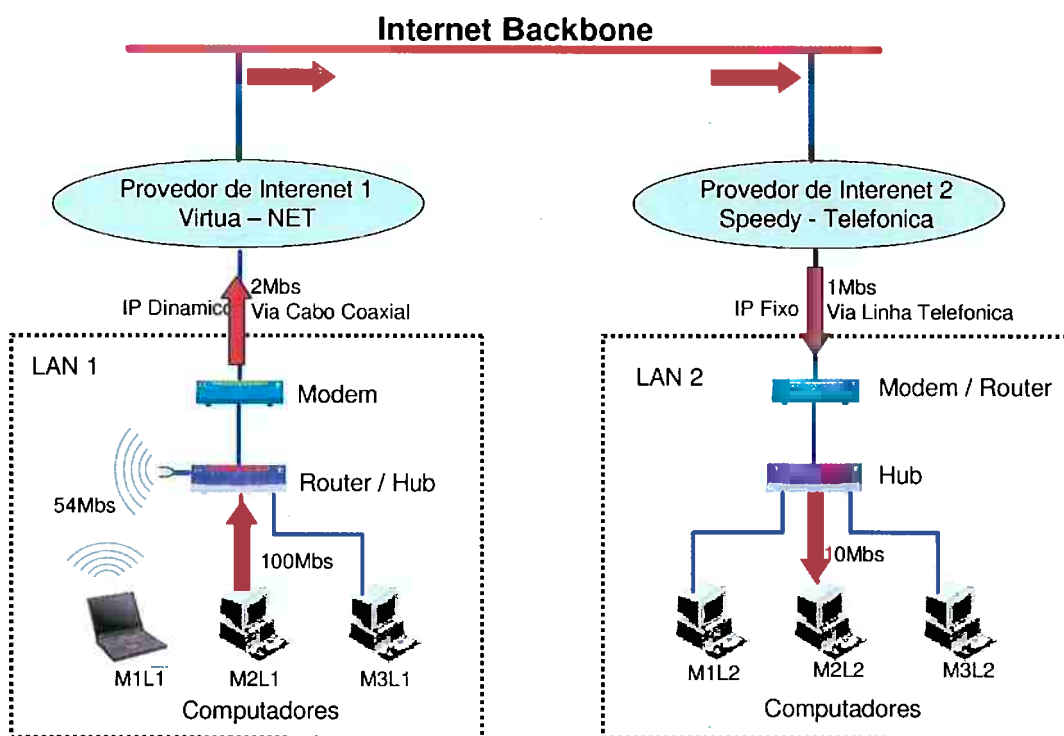 Internet Backbone
Provedor de Interenet 1
Virtua – NET
Provedor de Interenet 2
Speedy - Telefonica
IP Dinamico
2Mbs
Via Cabo Coaxial
IP Fixo
1Mbs
Via Linha Telefonica
LAN 1
Modem
Router / Hub
54Mbs
100Mbs
M1L1
M2L1
M3L1
Computadores
LAN 2
Modem / Router
Hub
10Mbs
M1L2
M2L2
M3L2
Computadores